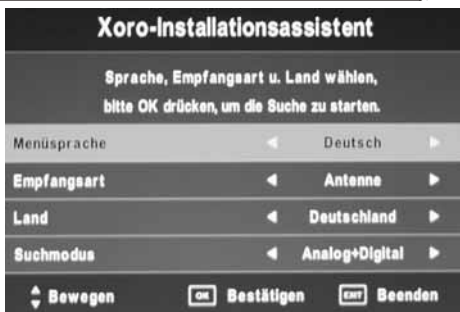 Xoro-Installationsassistent
Sprache, Empfangsart u. Land wählen,
bitte OK drücken, um die Suche zu starten.
Menüsprache Deutsch
Empfangsart Antenne
Land Deutschland
Suchmodus Analog+Digital
Bewegen OK Bestätigen EXIT Beenden